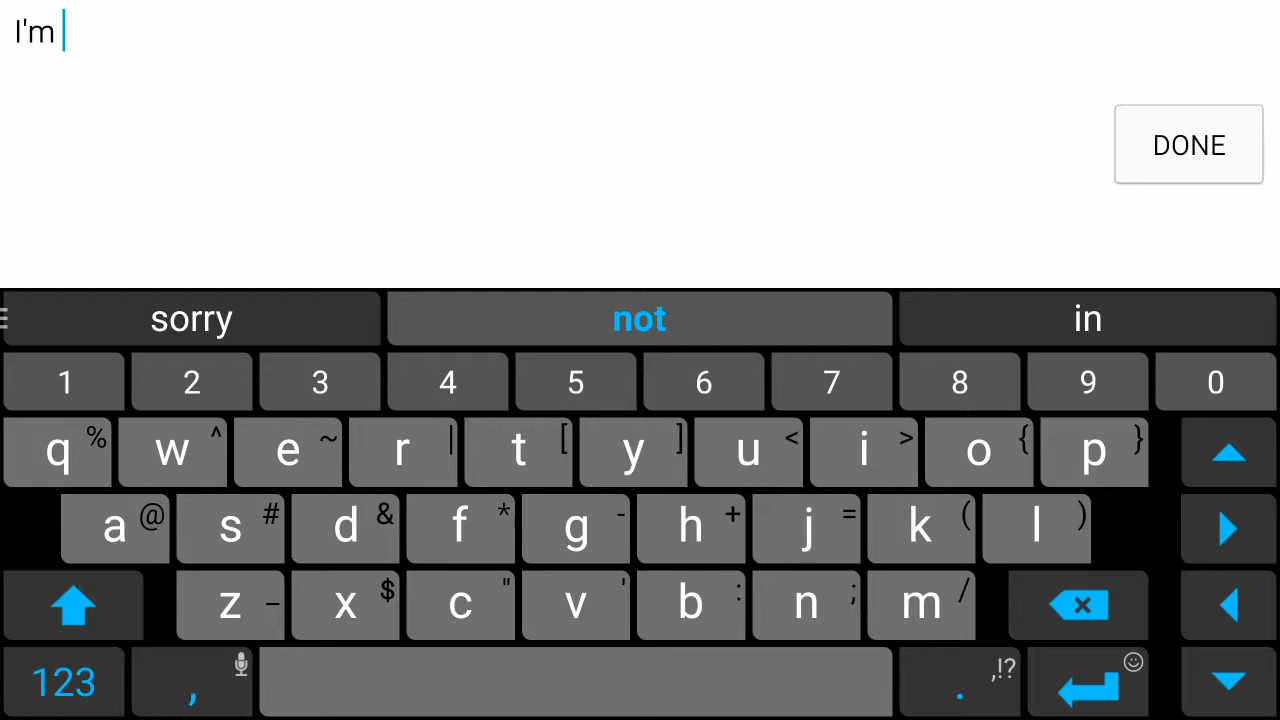 I'm
DONE
sorry not in
1 2 3 4 5 6 7 8 9 0
q % w ^ e ~ r | t [ y ] u < i > o { p }
a @ s # d & f * g - h + j = k ( l )
z _ x $ c " v ' b : n ; m /
123 , . ,!?